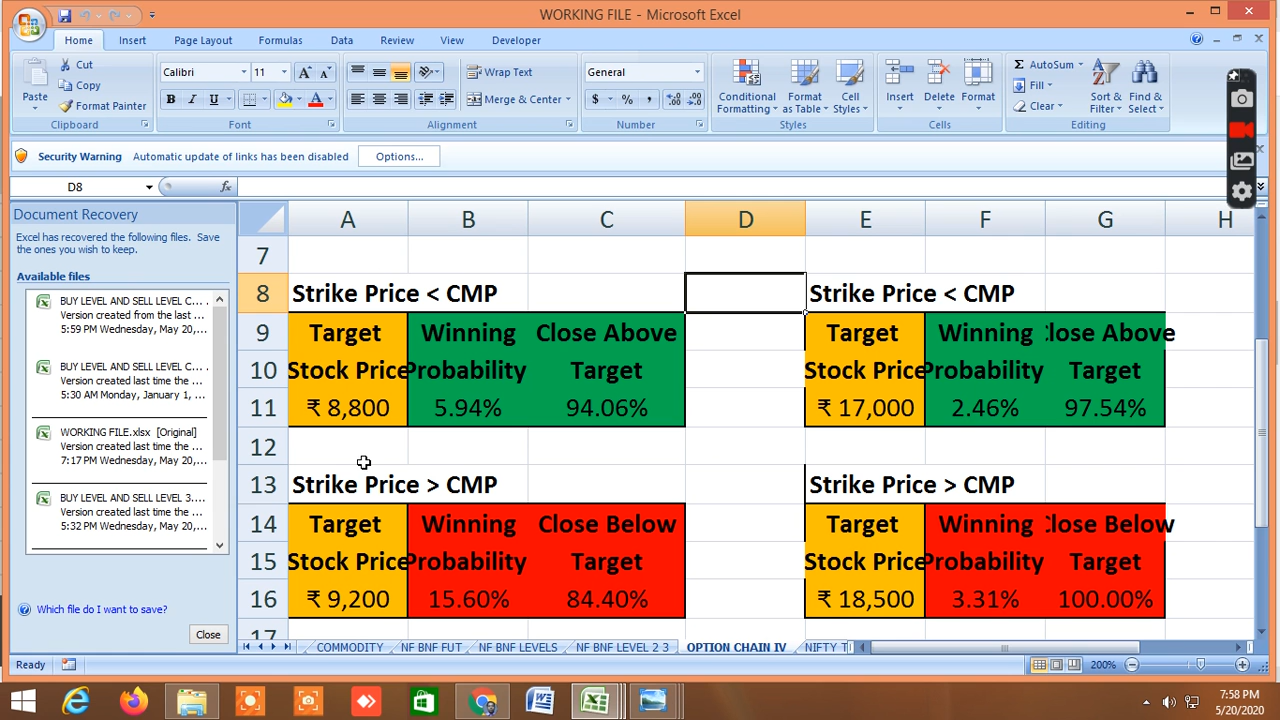 WORKING FILE - Microsoft Excel
Home Insert Page Layout Formulas Data Review View Developer
Paste
Cut
Copy
Format Painter
Clipboard
Calibri 11
B I U
Font
Wrap Text
Merge & Center
Alignment
General
$ % ,
Number
Conditional Formatting
Format as Table
Cell Styles
Styles
Insert Delete Format
Cells
AutoSum
Fill
Clear
Sort & Filter
Find & Select
Editing
Security Warning Automatic update of links has been disabled Options...
D8 fx
Document Recovery
Excel has recovered the following files. Save
the ones you wish to keep.
Available files
BUY LEVEL AND SELL LEVEL C... .
Version created from the last ...
5:59 PM Wednesday, May 20,...
BUY LEVEL AND SELL LEVEL C... .
Version created last time the ...
5:30 AM Monday, January 1, ...
WORKING FILE.xlsx [Original]
Version created last time the ...
7:17 PM Wednesday, May 20,...
BUY LEVEL AND SELL LEVEL 3....
Version created last time the ...
5:32 PM Wednesday, May 20,...
Which file do I want to save?
Close
A B C D E F G H
7
8 Strike Price < CMP Strike Price < CMP
9 Target Winning Close Above Target Winning Close Above
10 Stock Price Probability Target Stock Price Probability Target
11 ₹ 8,800 5.94% 94.06% ₹ 17,000 2.46% 97.54%
12
13 Strike Price > CMP Strike Price > CMP
14 Target Winning Close Below Target Winning Close Below
15 Stock Price Probability Target Stock Price Probability Target
16 ₹ 9,200 15.60% 84.40% ₹ 18,500 3.31% 100.00%
17
COMMODITY NF BNF FUT NF BNF LEVELS NF BNF LEVEL 2 3 OPTION CHAIN IV NIFTY T
Ready 200%
7:58 PM
5/20/2020